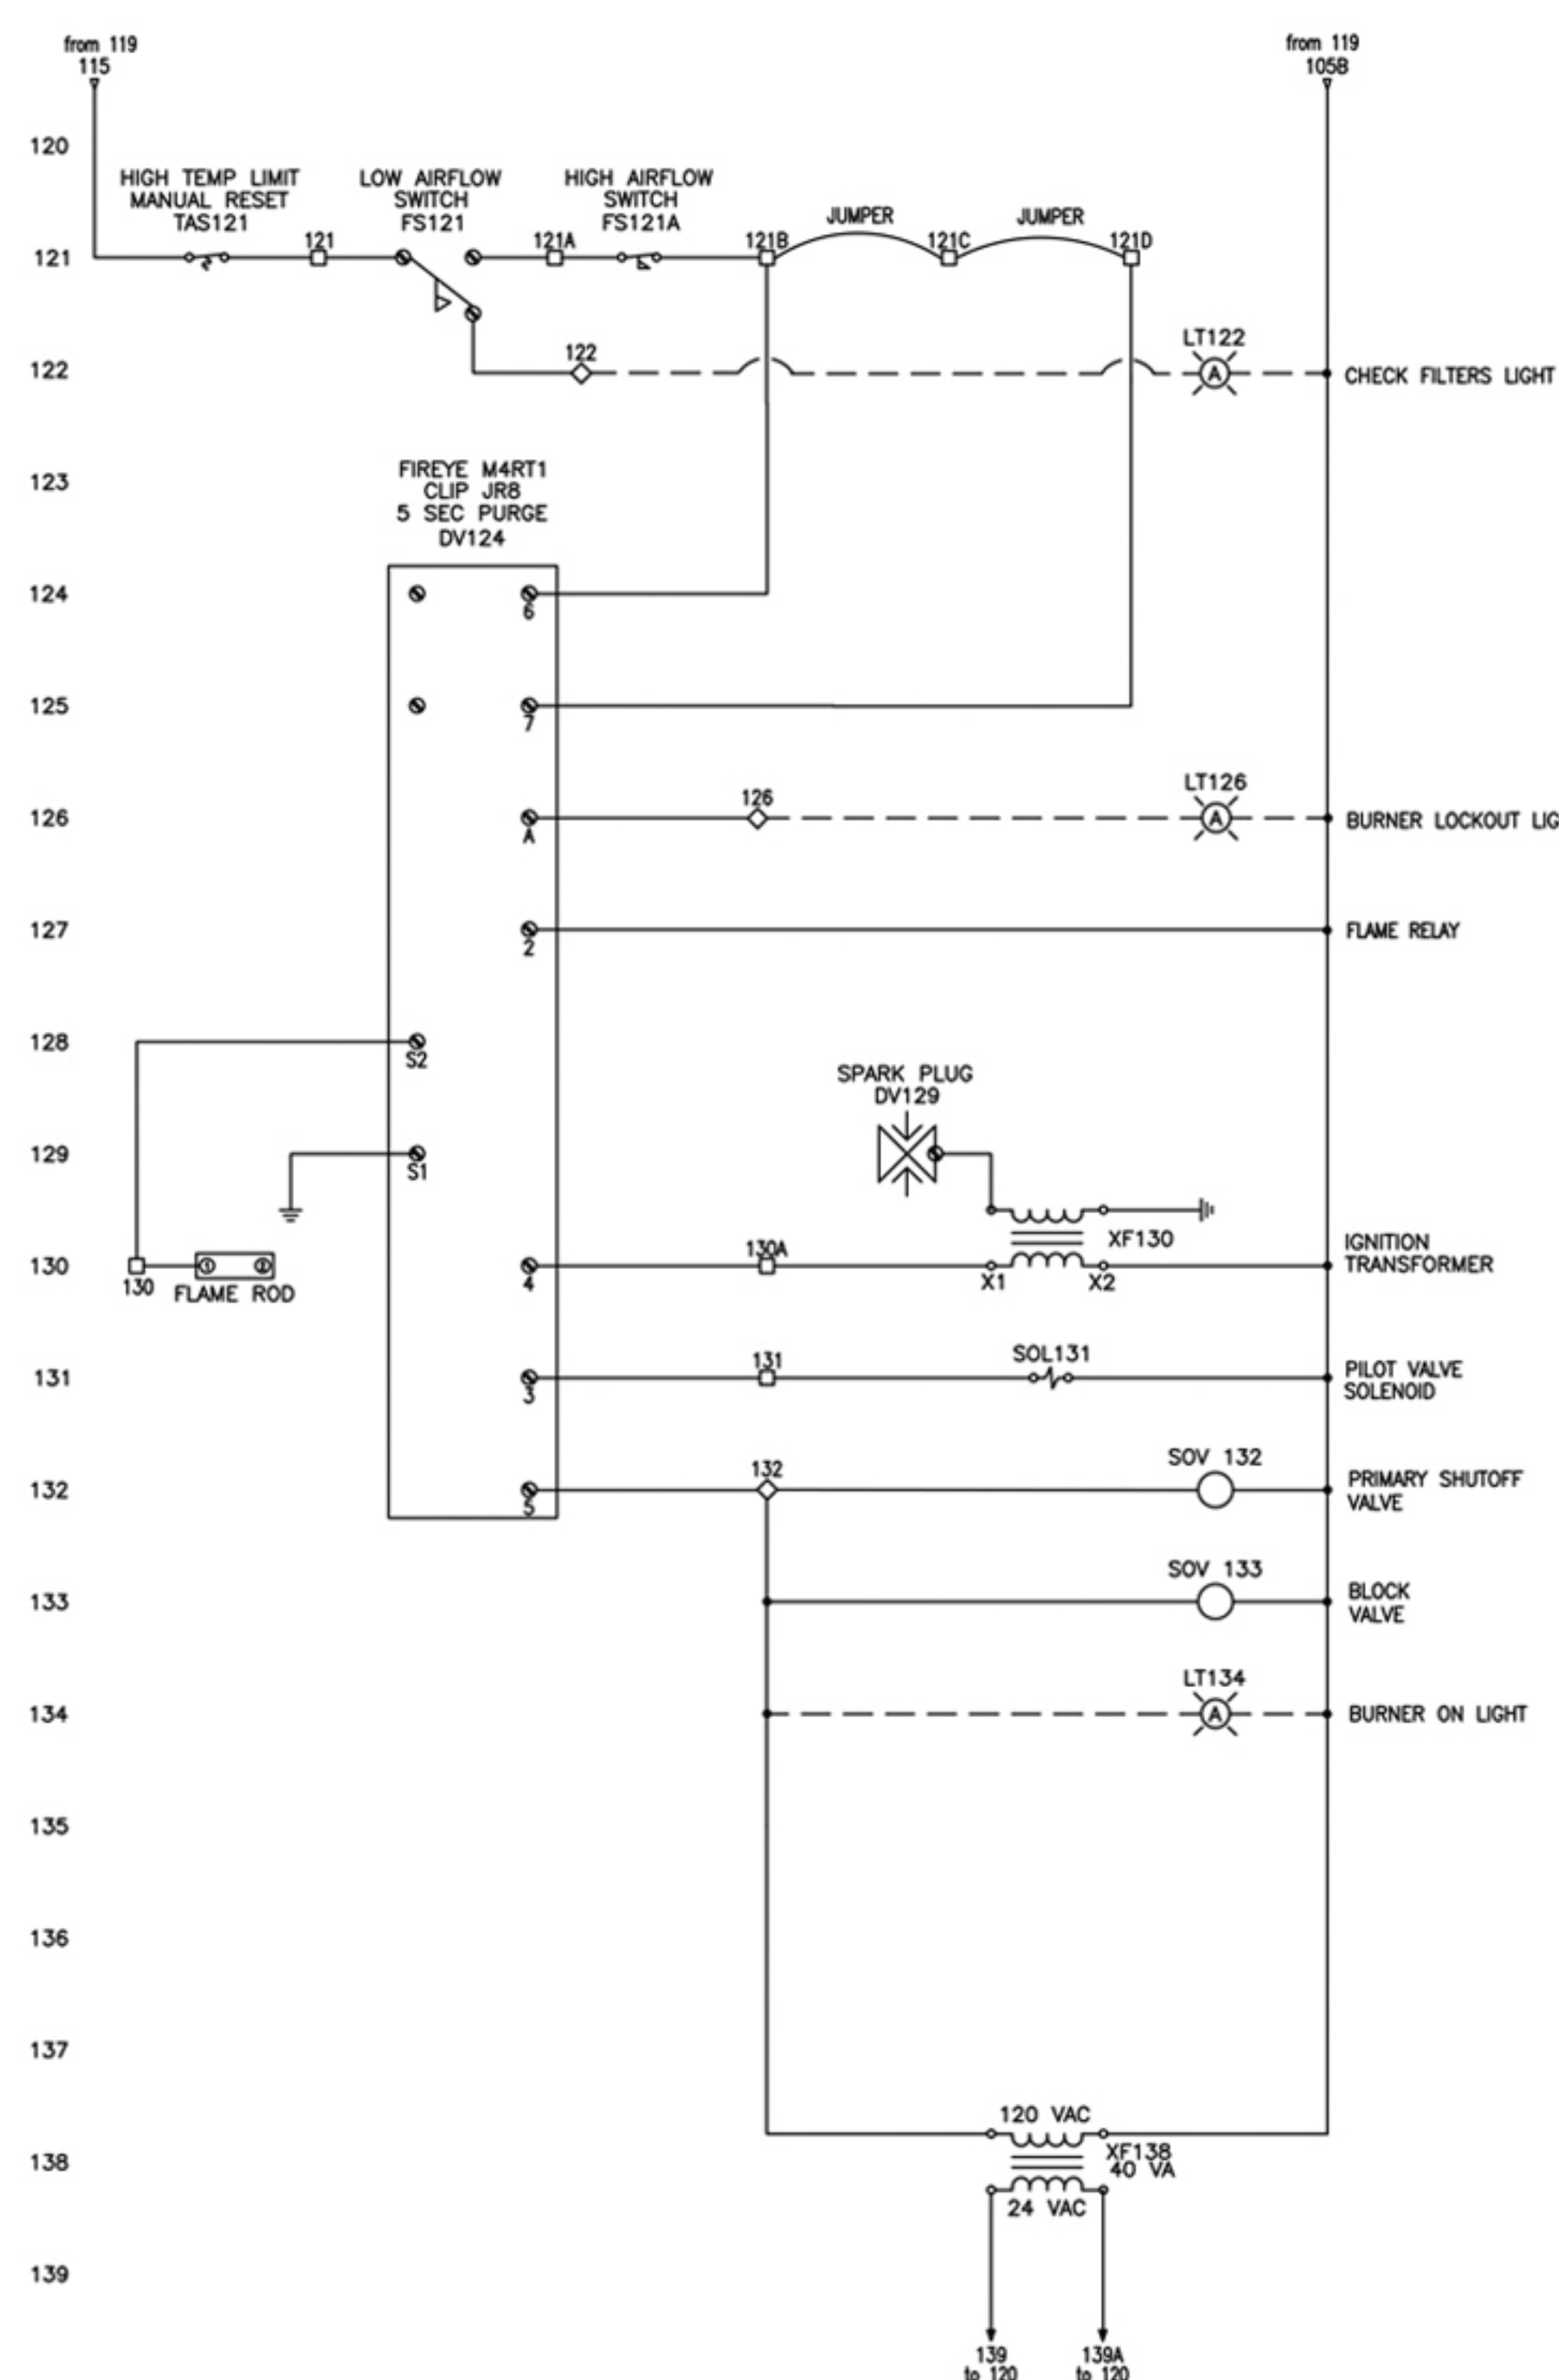 from 119
115
from 119
105B
120
HIGH TEMP LIMIT
MANUAL RESET
TAS121
LOW AIRFLOW
SWITCH
FS121
HIGH AIRFLOW
SWITCH
FS121A
JUMPER
JUMPER
121
121
121A
121B
121C
121D
LT122
122
122
A
CHECK FILTERS LIGHT
123
FIREYE M4RT1
CLIP JR8
5 SEC PURGE
DV124
124
6
125
7
LT126
126
126
A
A
BURNER LOCKOUT LIG
127
2
FLAME RELAY
128
S2
SPARK PLUG
DV129
129
S1
XF130
IGNITION
TRANSFORMER
130
130
1
2
FLAME ROD
4
130A
X1
X2
SOL131
131
3
131
PILOT VALVE
SOLENOID
SOV 132
132
5
132
PRIMARY SHUTOFF
VALVE
SOV 133
133
BLOCK
VALVE
LT134
134
A
BURNER ON LIGHT
135
136
137
120 VAC
138
XF138
40 VA
24 VAC
139
139
to 120
139A
to 120